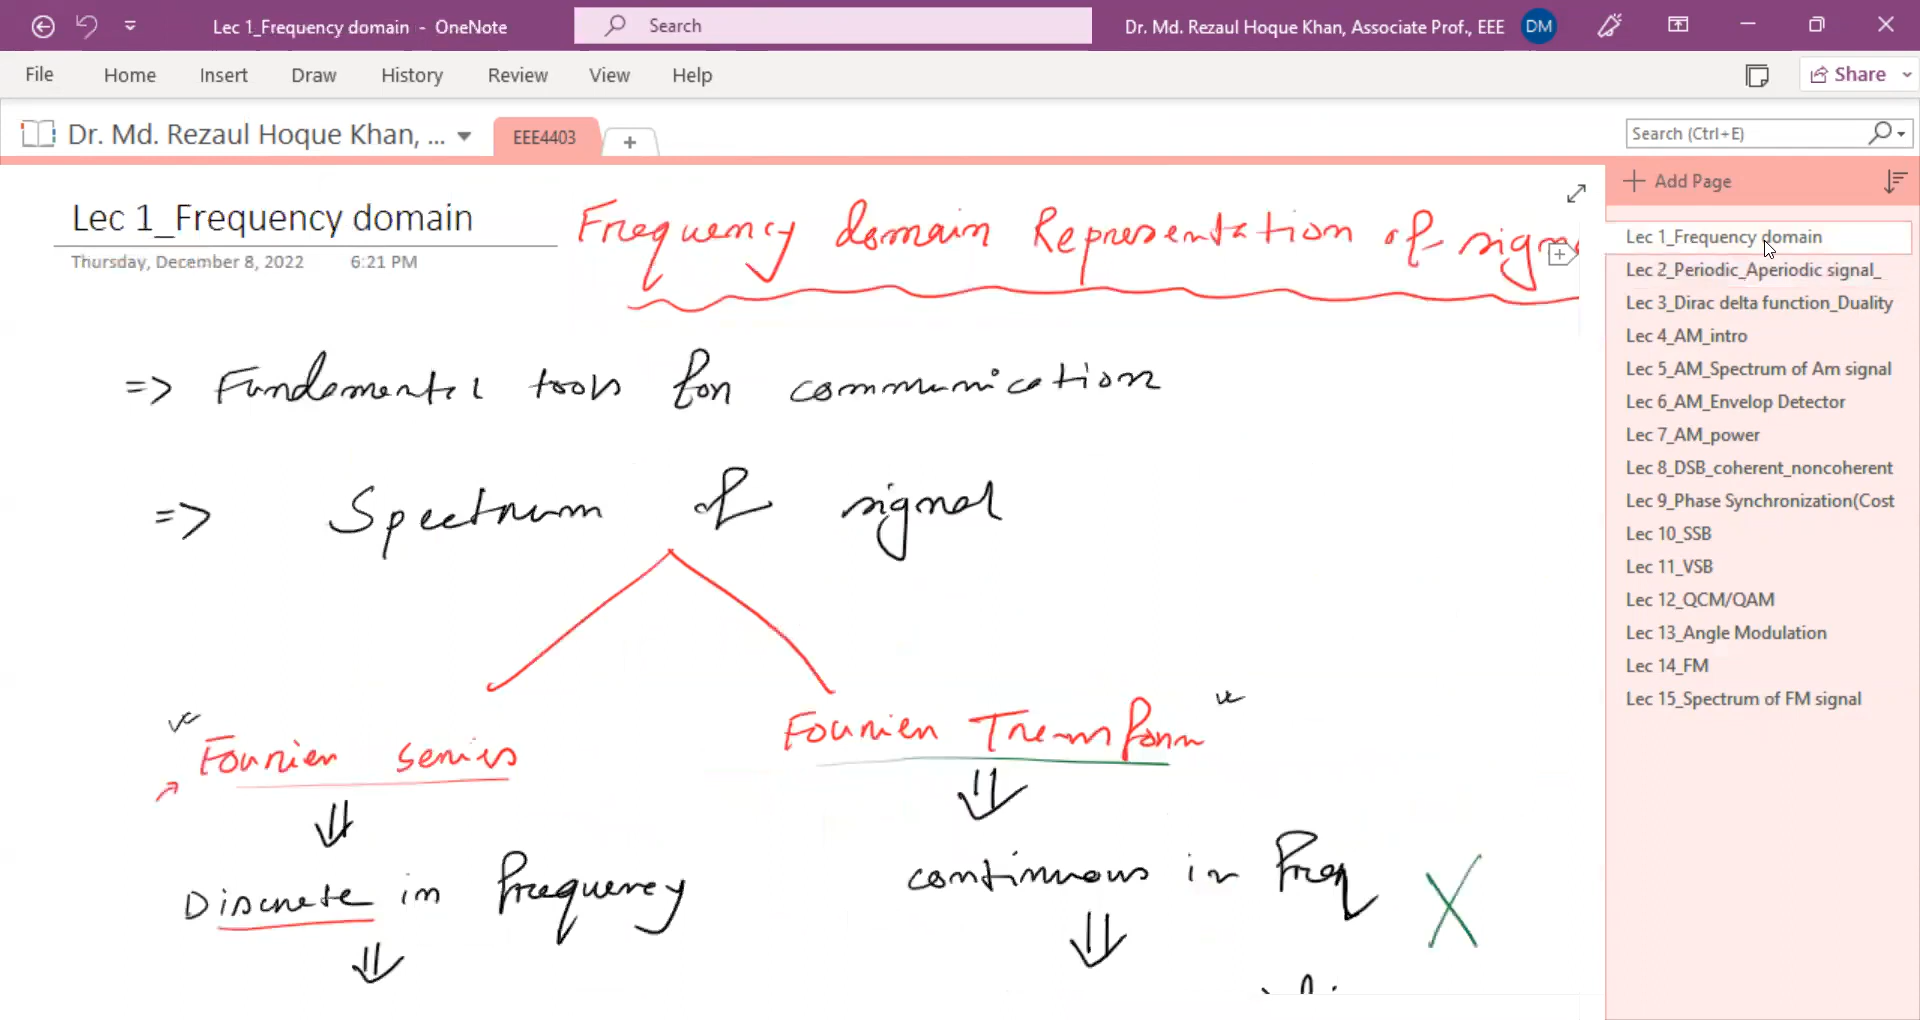 Lec 1_Frequency domain - OneNote
Search
Dr. Md. Rezaul Hoque Khan, Associate Prof., EEE
DM
File Home Insert Draw History Review View Help
Share
Dr. Md. Rezaul Hoque Khan, ...
EEE4403
+
Search (Ctrl+E)
Add Page
Lec 1_Frequency domain
Thursday, December 8, 2022 6:21 PM
Frequency domain Representation of sign
=> Fundamental tools for communication
=> Spectrum of signal
Fourier series
Fourier Transform
Discrete in frequency
continuous in freq
X
Lec 1_Frequency domain
Lec 2_Periodic_Aperiodic signal_
Lec 3_Dirac delta function_Duality
Lec 4_AM_intro
Lec 5_AM_Spectrum of Am signal
Lec 6_AM_Envelop Detector
Lec 7_AM_power
Lec 8_DSB_coherent_noncoherent
Lec 9_Phase Synchronization(Cost
Lec 10_SSB
Lec 11_VSB
Lec 12_QCM/QAM
Lec 13_Angle Modulation
Lec 14_FM
Lec 15_Spectrum of FM signal